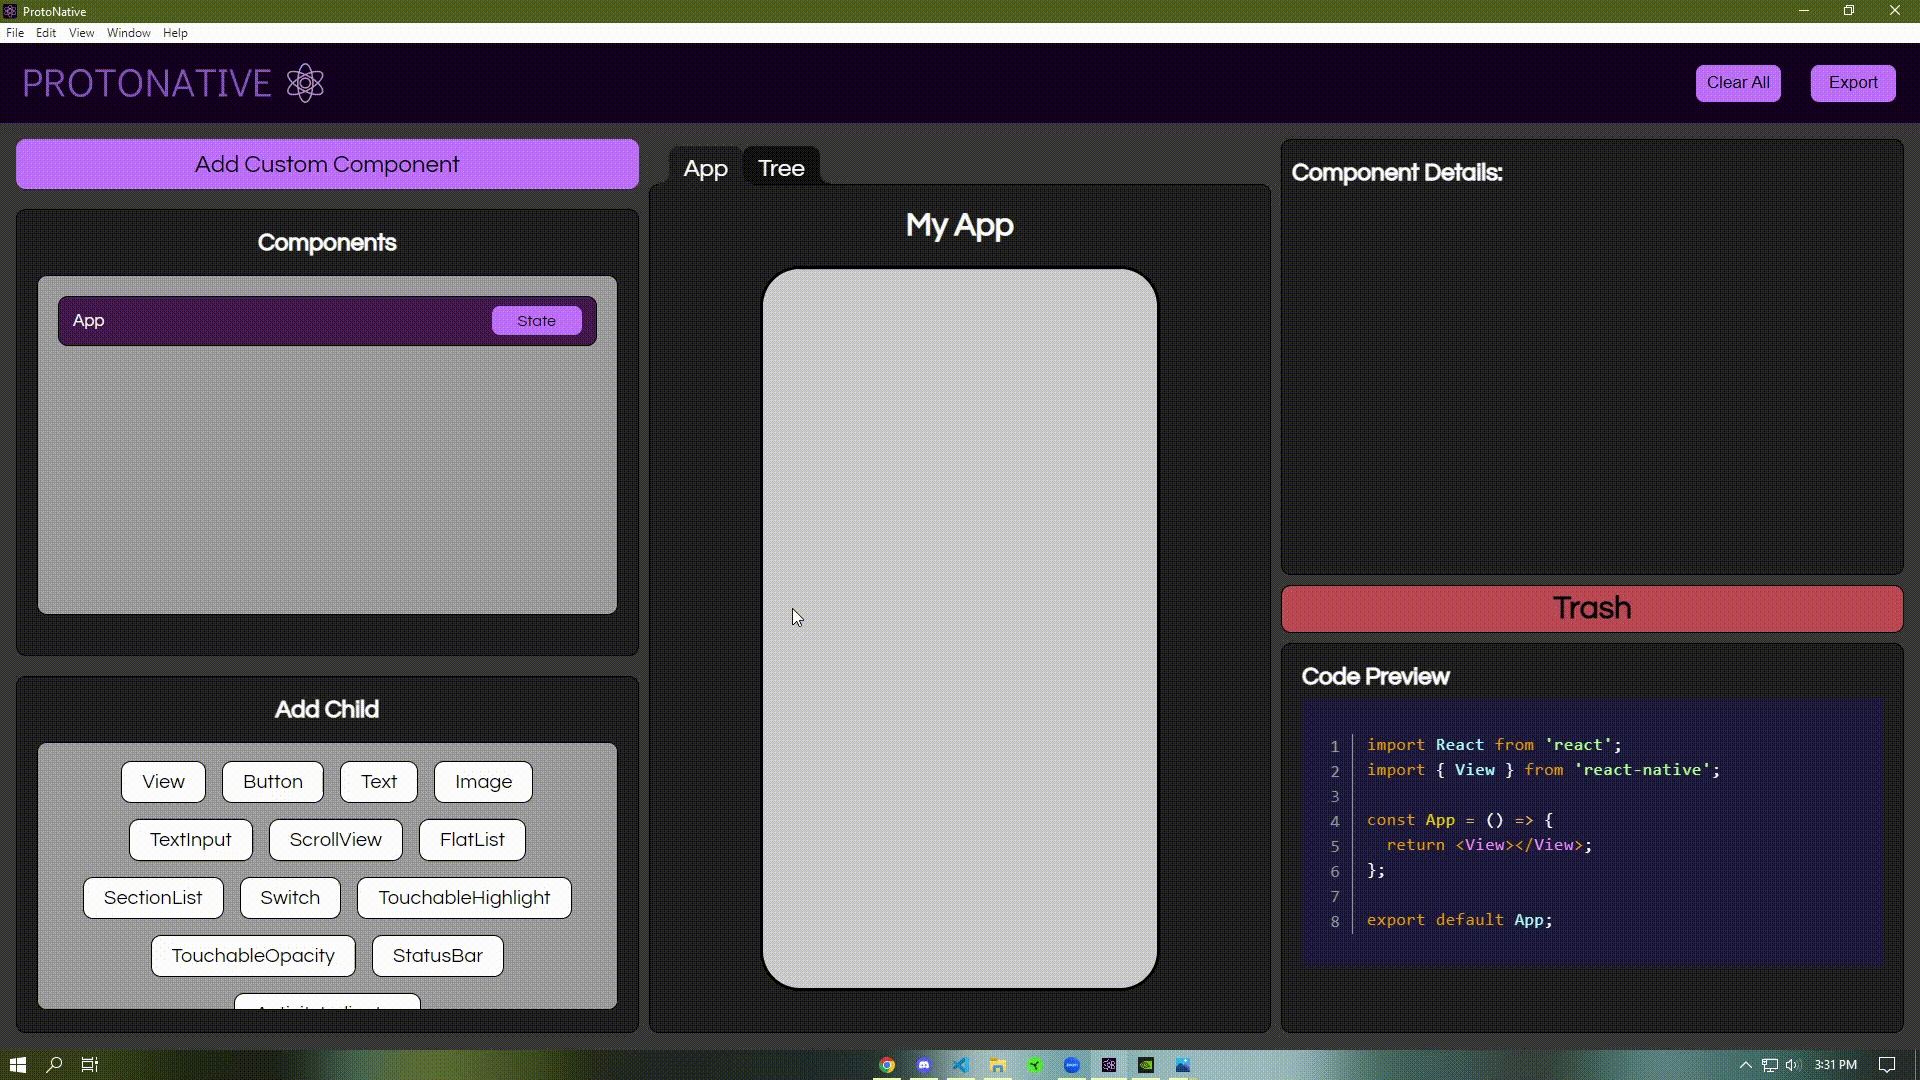 ProtoNative
File Edit View Window Help
PROTONATIVE
Clear All Export
Add Custom Component
Components
App State
Add Child
View Button Text Image
TextInput ScrollView FlatList
SectionList Switch TouchableHighlight
TouchableOpacity StatusBar
App Tree
My App
Component Details:
Trash
Code Preview
1 import React from 'react';
2 import { View } from 'react-native';
3
4 const App = () => {
5 return <View></View>;
6 };
7
8 export default App;
3:31 PM